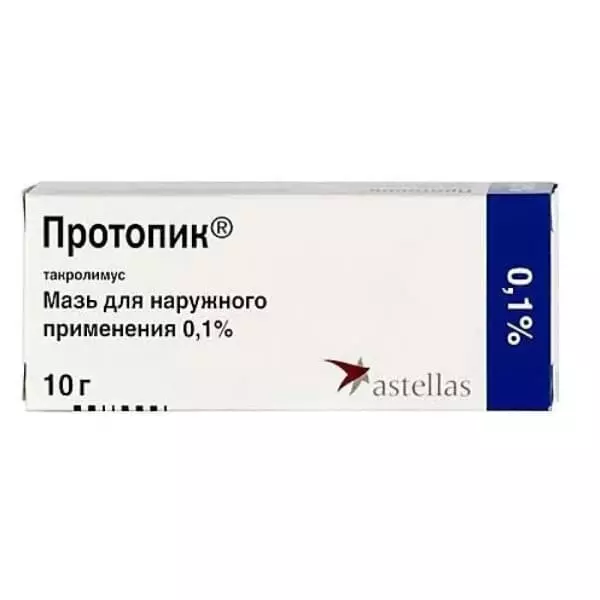 Протопик®
такролимус
Мазь для наружного
применения 0,1%
10 г
astellas
0,1%